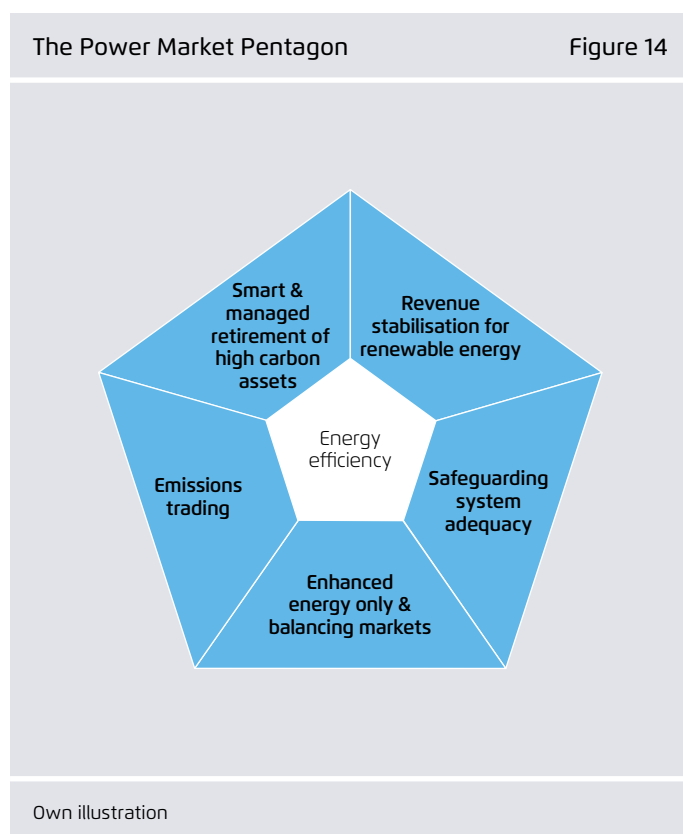 The Power Market Pentagon
Figure 14
Smart &
managed
retirement of
high carbon
assets
Revenue
stabilisation for
renewable energy
Energy
efficiency
Emissions
trading
Safeguarding
system
adequacy
Enhanced
energy only &
balancing markets
Own illustration